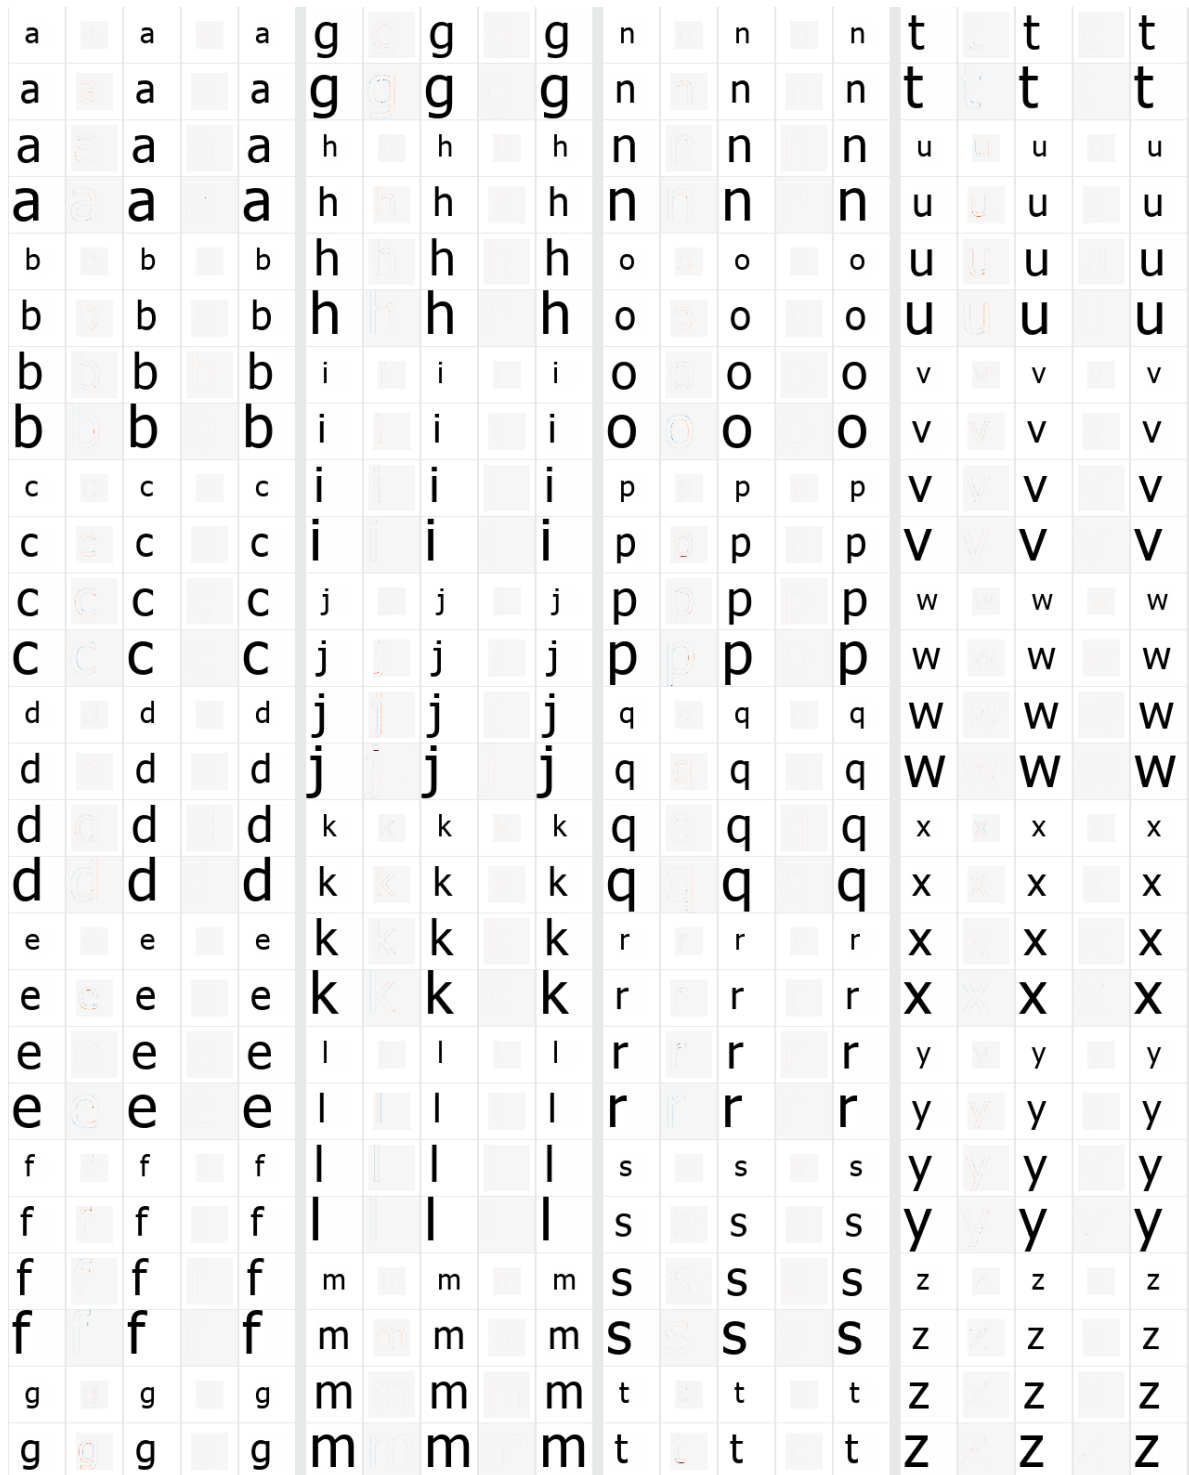 a a a g g g n n n t t t
a a a g g g n n n t t t
a a a h h h n n n u u u
a a a h h h n n n u u u
b b b h h h o o o u u u
b b b h h h o o o u u u
b b b i i i o o o v v v
b b b i i i o o o v v v
c c c i i i p p p v v v
c c c i i i p p p v v v
c c c j j j p p p w w w
c c c j j j p p p w w w
d d d j j j q q q w w w
d d d j j j q q q w w w
d d d k k k q q q x x x
d d d k k k q q q x x x
e e e k k k r r r x x x
e e e k k k r r r x x x
e e e l l l r r r y y y
e e e l l l r r r y y y
f f f l l l s s s y y y
f f f l l l s s s y y y
f f f m m m s s s z z z
f f f m m m s s s z z z
g g g m m m t t t z z z
g g g m m m t t t z z z